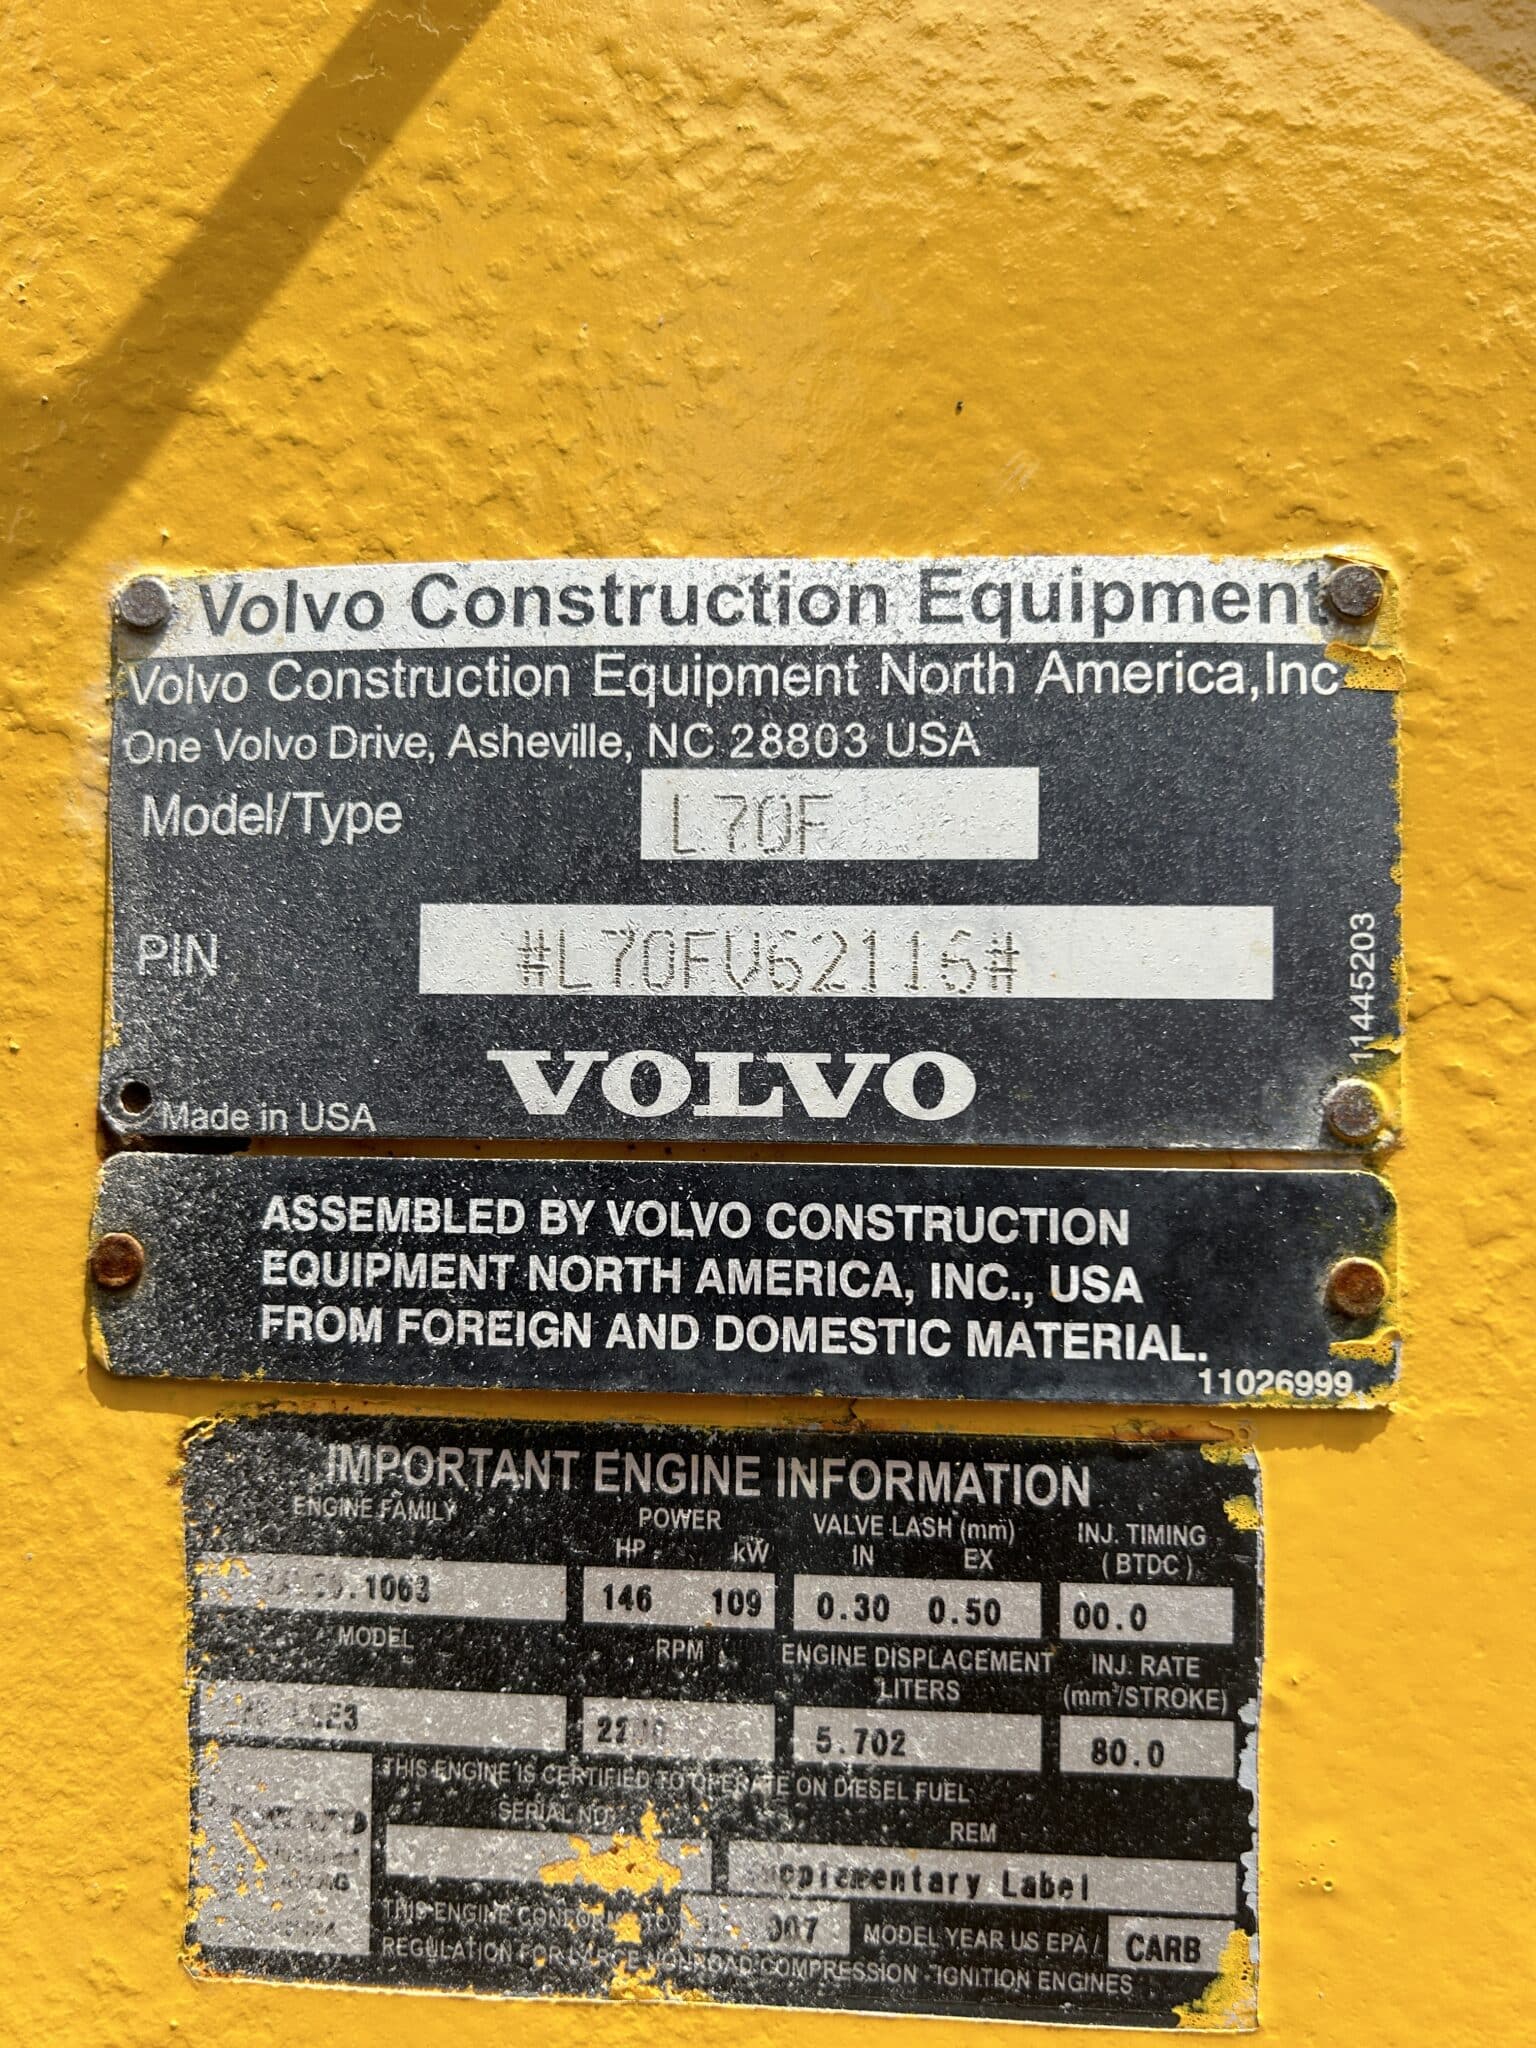 Volvo Construction Equipment
Volvo Construction Equipment North America,Inc
One Volvo Drive, Asheville, NC 28803 USA
Model/Type L70F
PIN #L70FV62116#
11445203
VOLVO
Made in USA
ASSEMBLED BY VOLVO CONSTRUCTION
EQUIPMENT NORTH AMERICA, INC., USA
FROM FOREIGN AND DOMESTIC MATERIAL.
11026999
IMPORTANT ENGINE INFORMATION
ENGINE FAMILY POWER VALVE LASH (mm) INJ. TIMING
HP kW IN EX (BTDC)
146 109 0.30 0.50 00.0
MODEL RPM ENGINE DISPLACEMENT INJ. RATE
LITERS (mm³/STROKE)
5.702 80.0
THIS ENGINE IS CERTIFIED TO OPERATE ON DIESEL FUEL
SERIAL NO. REM
Supplementary Label
THIS ENGINE CONFORMS TO MODEL YEAR US EPA / CARB
REGULATION FOR LARGE NONROAD COMPRESSION - IGNITION ENGINES